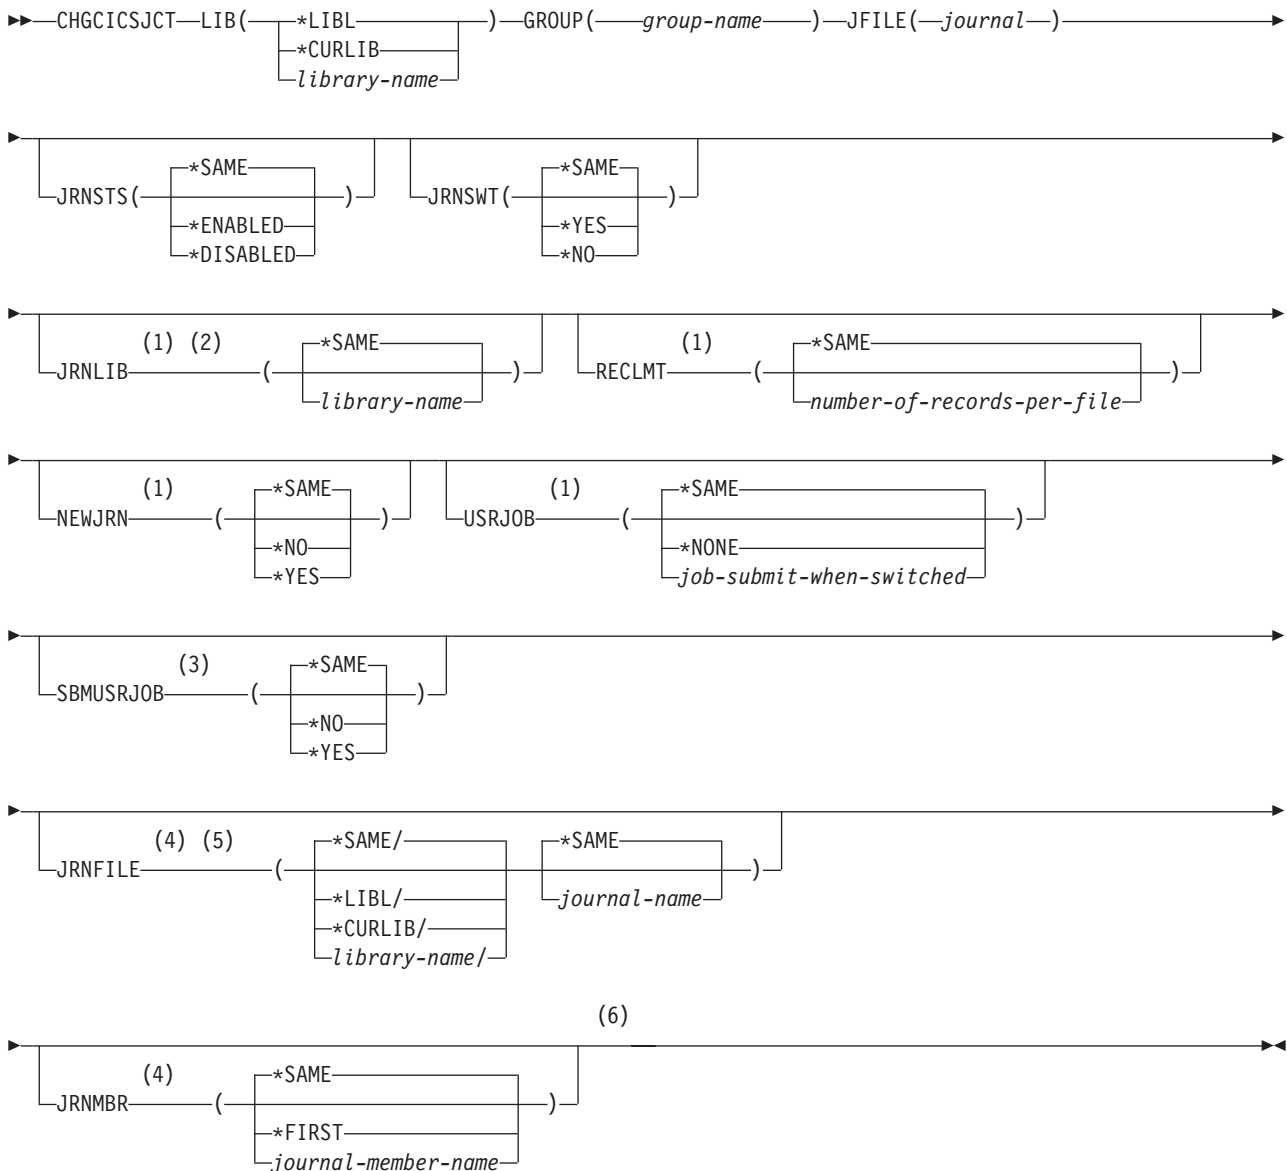 CHGCICSJCT LIB( *LIBL ) GROUP( group-name ) JFILE( journal )
*CURLIB
library-name
*SAME *SAME
JRNSTS( ) JRNSWT( )
*ENABLED *YES
*DISABLED *NO
(1) (2) *SAME (1) *SAME
JRNLIB ( ) RECLMT ( )
library-name number-of-records-per-file
(1) *SAME (1) *SAME
NEWJRN ( ) USRJOB ( )
*NO *NONE
*YES job-submit-when-switched
(3) *SAME
SBMUSRJOB ( )
*NO
*YES
(4) (5) *SAME/ *SAME
JRNFILE ( )
*LIBL/ journal-name
*CURLIB/
library-name/
(6)
(4) *SAME
JRNMBR ( )
*FIRST
journal-member-name